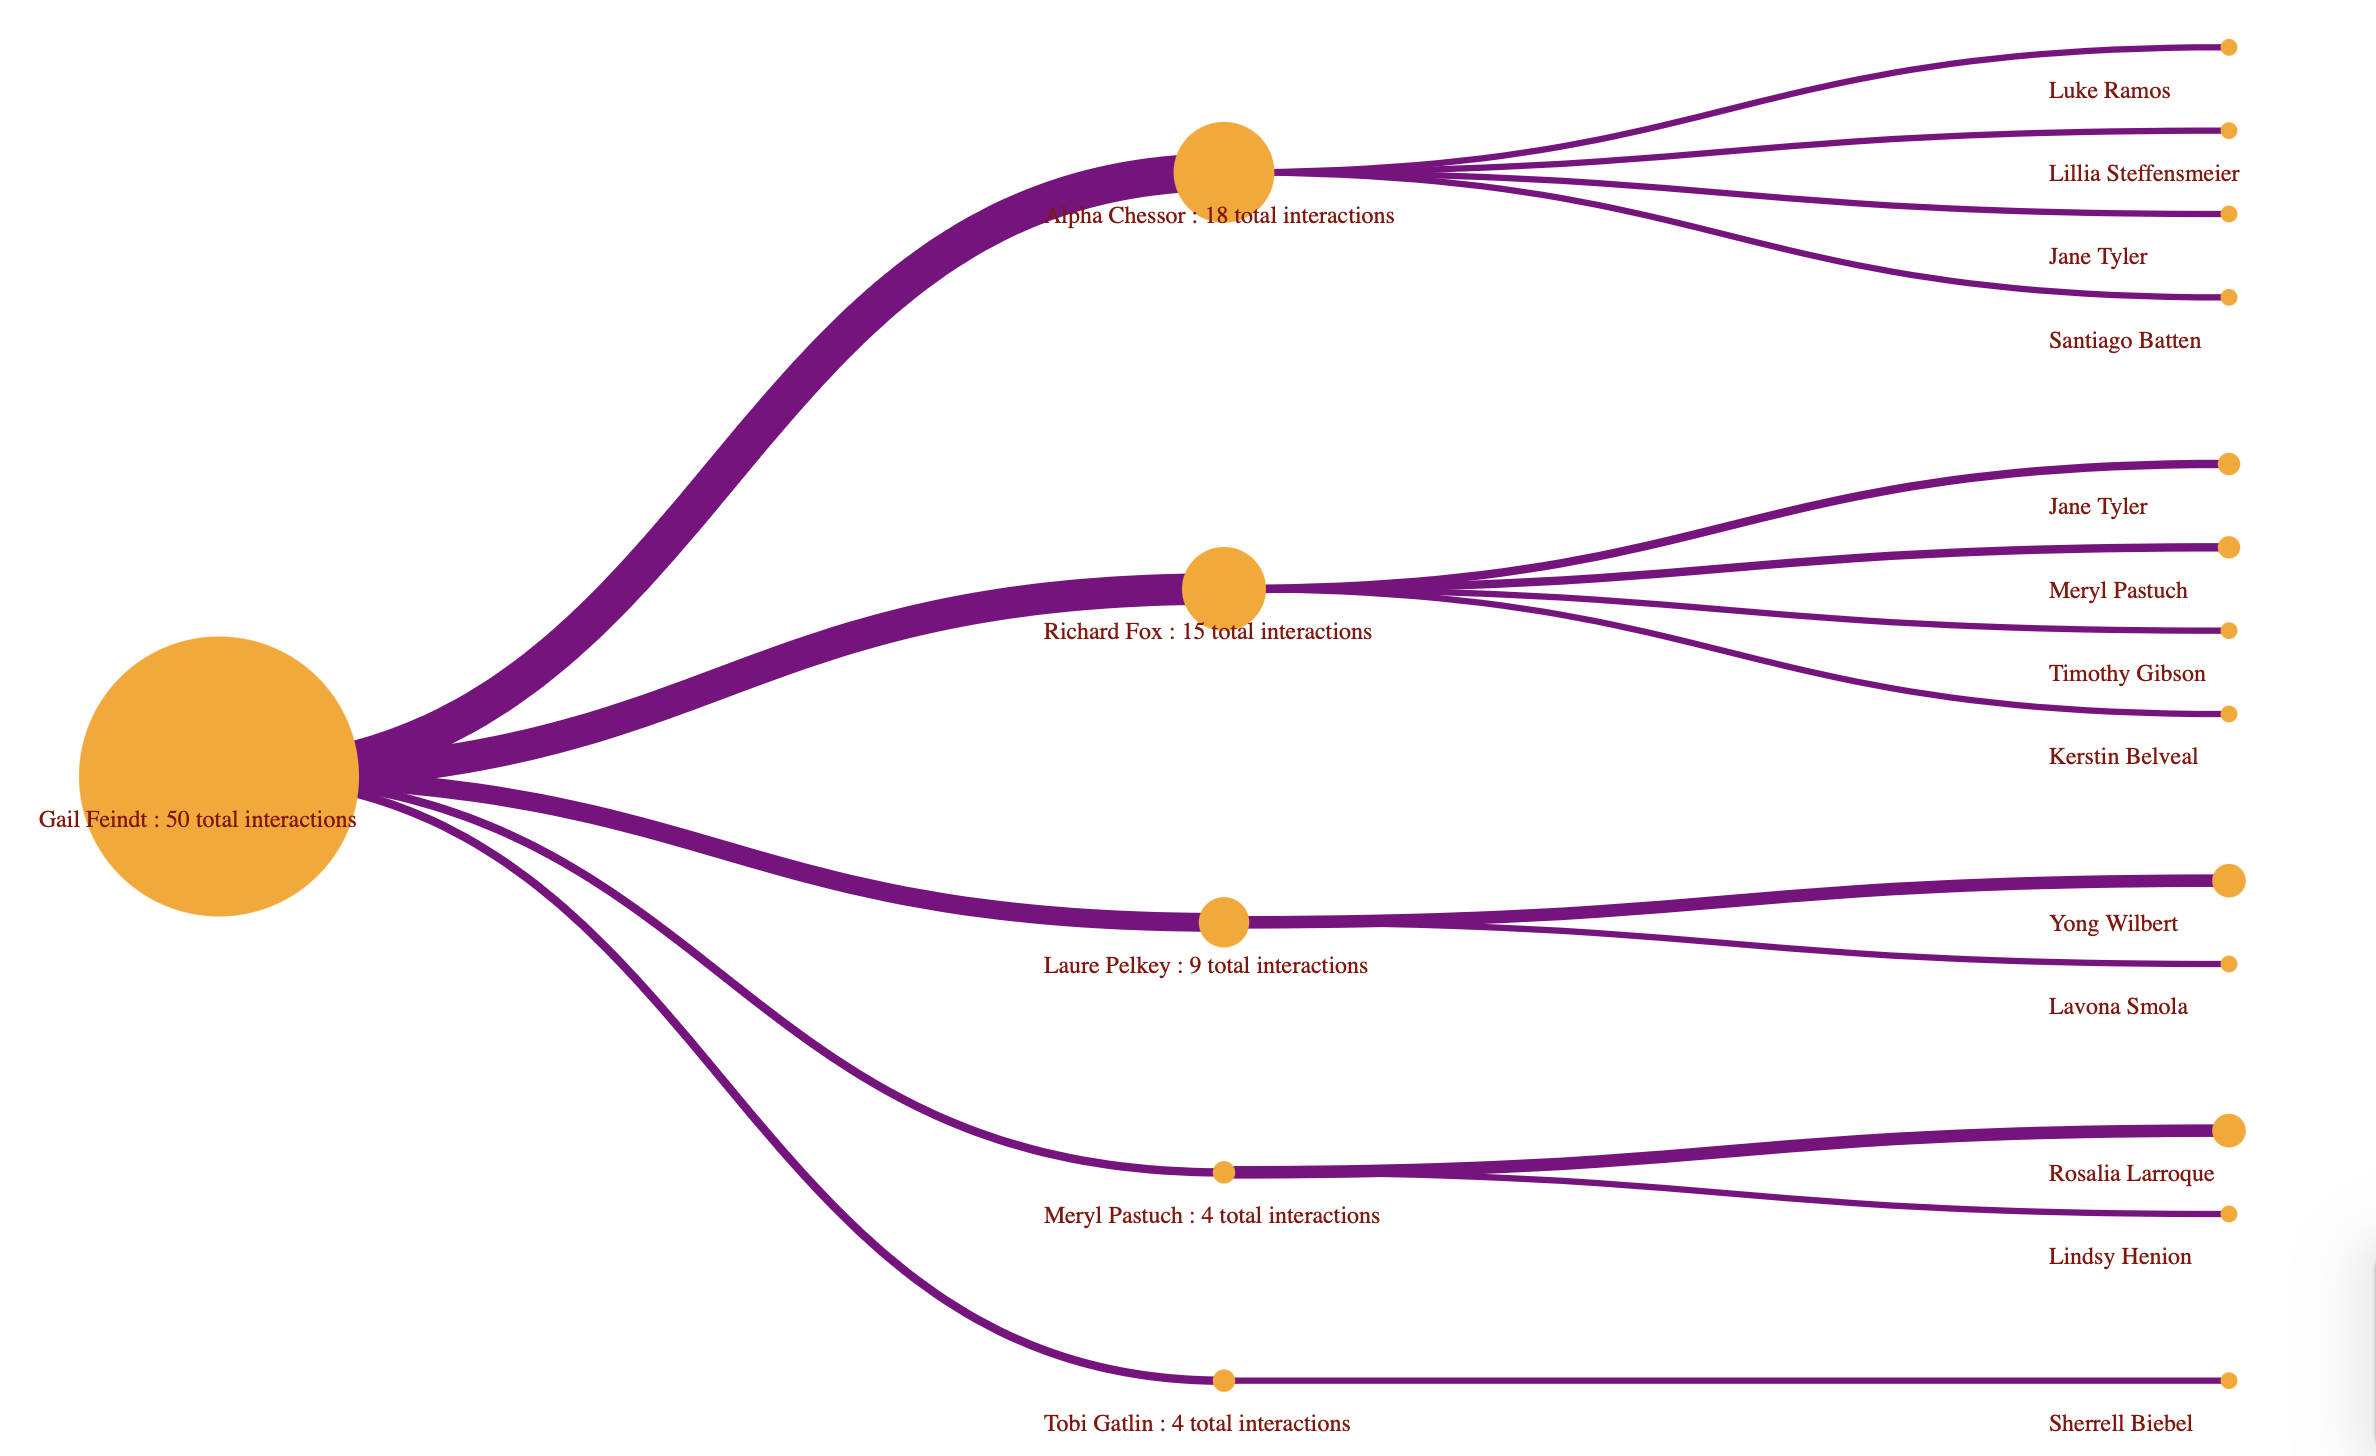 Luke Ramos
Lillia Steffensmeier
Alpha Chessor : 18 total interactions
Jane Tyler
Santiago Batten
Jane Tyler
Meryl Pastuch
Richard Fox : 15 total interactions
Timothy Gibson
Kerstin Belveal
Gail Feindt : 50 total interactions
Yong Wilbert
Laure Pelkey : 9 total interactions
Lavona Smola
Rosalia Larroque
Meryl Pastuch : 4 total interactions
Lindsy Henion
Tobi Gatlin : 4 total interactions
Sherrell Biebel